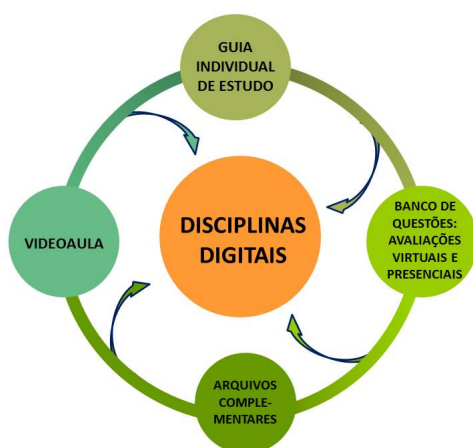 GUIA
INDIVIDUAL
DE ESTUDO
DISCIPLINAS
DIGITAIS
BANCO DE
QUESTÕES:
AVALIAÇÕES
VIRTUAIS E
PRESENCIAIS
VIDEOAULA
ARQUIVOS
COMPLE-
MENTARES